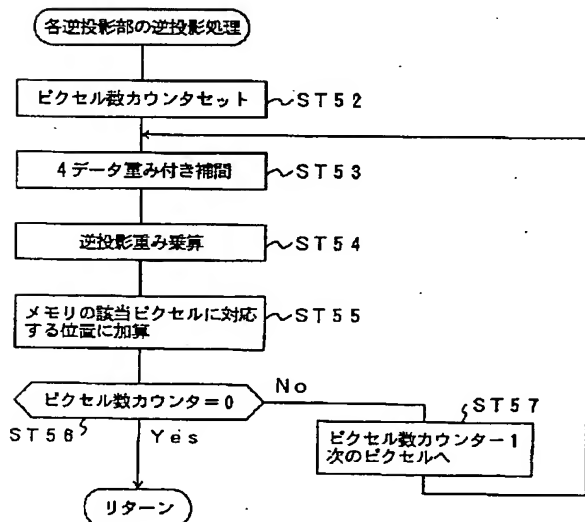 各逆投影部の逆投影処理
ピクセル数カウンタセット
ST52
4データ重み付き補間
ST53
逆投影重み乗算
ST54
メモリの該当ピクセルに対応
する位置に加算
ST55
ピクセル数カウンタ=0
No
ST56
Yes
ST57
ピクセル数カウンター1
次のピクセルへ
リターン